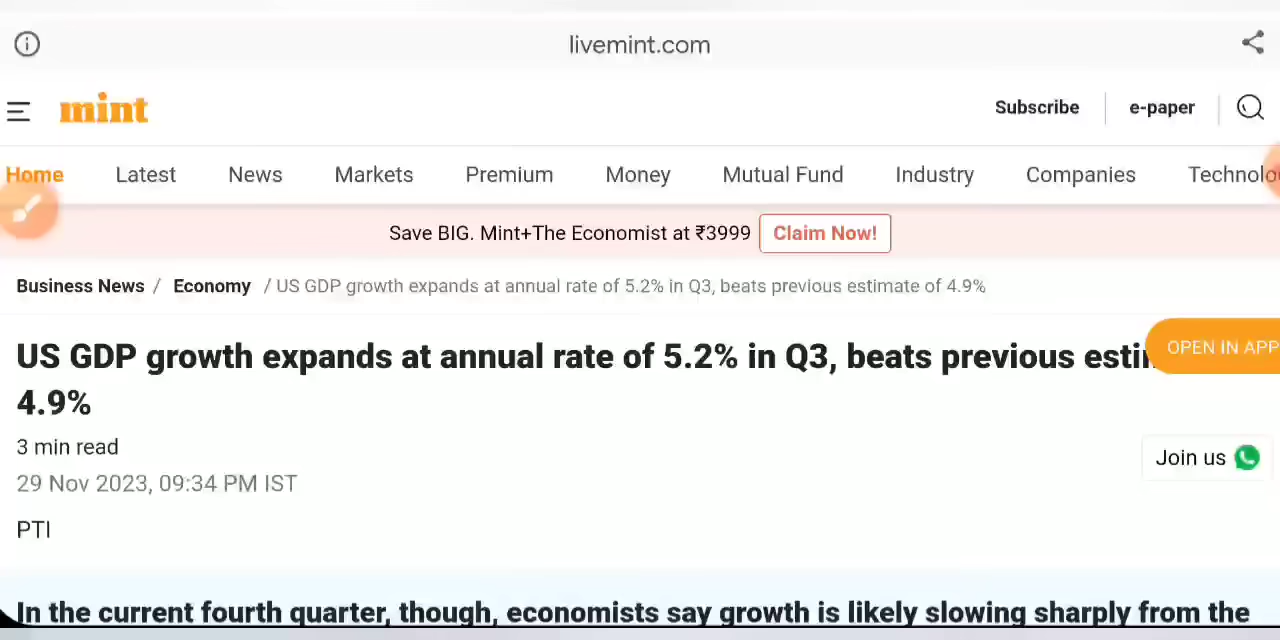 livemint.com
mint
Subscribe
e-paper
Home Latest News Markets Premium Money Mutual Fund Industry Companies
Save BIG. Mint+The Economist at ₹3999 Claim Now!
Business News / Economy / US GDP growth expands at annual rate of 5.2% in Q3, beats previous estimate of 4.9%
US GDP growth expands at annual rate of 5.2% in Q3, beats previous
OPEN IN APP
4.9%
3 min read
Join us
29 Nov 2023, 09:34 PM IST
PTI
In the current fourth quarter, though, economists say growth is likely slowing sharply from the